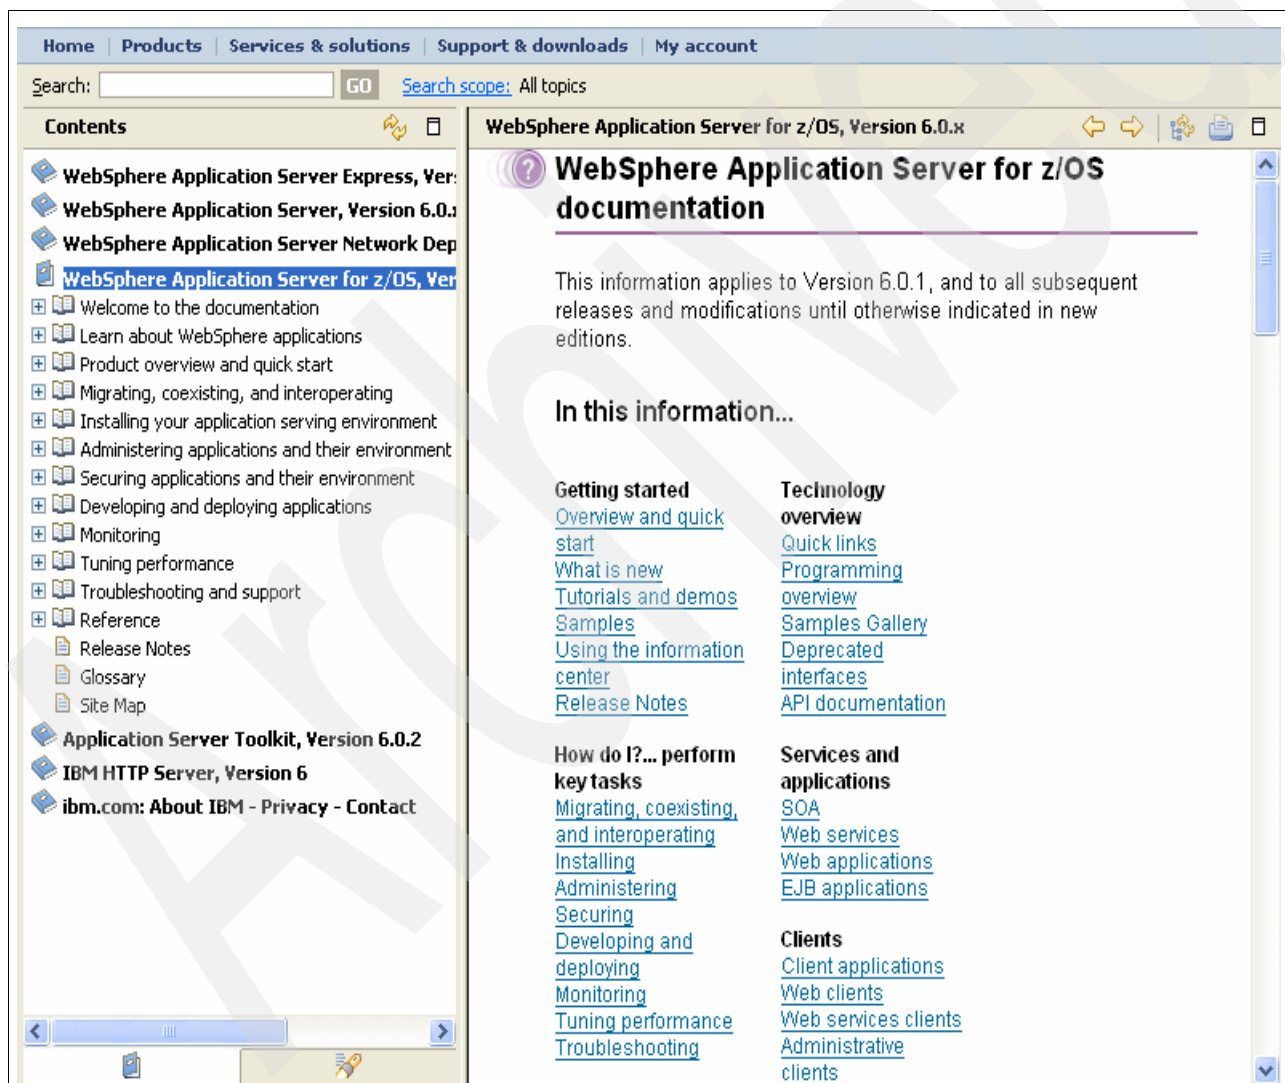 Home | Products | Services & solutions | Support & downloads | My account
Search: GO Search scope: All topics
Contents
WebSphere Application Server Express, Ver
WebSphere Application Server, Version 6.0.
WebSphere Application Server Network Dep
WebSphere Application Server for z/OS, Ver
Welcome to the documentation
Learn about WebSphere applications
Product overview and quick start
Migrating, coexisting, and interoperating
Installing your application serving environment
Administering applications and their environment
Securing applications and their environment
Developing and deploying applications
Monitoring
Tuning performance
Troubleshooting and support
Reference
Release Notes
Glossary
Site Map
Application Server Toolkit, Version 6.0.2
IBM HTTP Server, Version 6
ibm.com: About IBM - Privacy - Contact
WebSphere Application Server for z/OS, Version 6.0.x
WebSphere Application Server for z/OS
documentation
This information applies to Version 6.0.1, and to all subsequent
releases and modifications until otherwise indicated in new
editions.
In this information...
Getting started
Overview and quick
start
What is new
Tutorials and demos
Samples
Using the information
center
Release Notes
Technology
overview
Quick links
Programming
overview
Samples Gallery
Deprecated
interfaces
API documentation
How do I?... perform
key tasks
Migrating, coexisting,
and interoperating
Installing
Administering
Securing
Developing and
deploying
Monitoring
Tuning performance
Troubleshooting
Services and
applications
SOA
Web services
Web applications
EJB applications
Clients
Client applications
Web clients
Web services clients
Administrative
clients
Archived